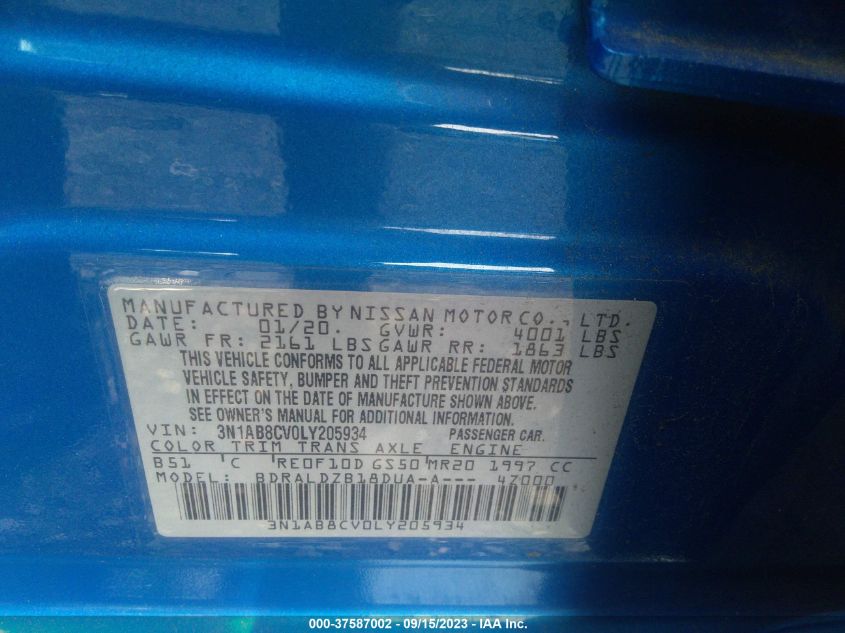 MANUFACTURED BY NISSAN MOTOR CO., LTD.
DATE: 01/20. GVWR: 4001 LBS
GAWR FR: 2161 LBS GAWR RR: 1863 LBS
THIS VEHICLE CONFORMS TO ALL APPLICABLE FEDERAL MOTOR
VEHICLE SAFETY, BUMPER AND THEFT PREVENTION STANDARDS
IN EFFECT ON THE DATE OF MANUFACTURE SHOWN ABOVE.
SEE OWNER'S MANUAL FOR ADDITIONAL INFORMATION.
VIN: 3N1AB8CV0LY205934 PASSENGER CAR.
COLOR TRIM TRANS AXLE ENGINE
B51 C RE0F10D GS50 MR20 1997 CC
MODEL: BDRALDZB18DUA-A--- 47000
3N1AB8CV0LY205934
000-37587002 - 09/15/2023 - IAA Inc.